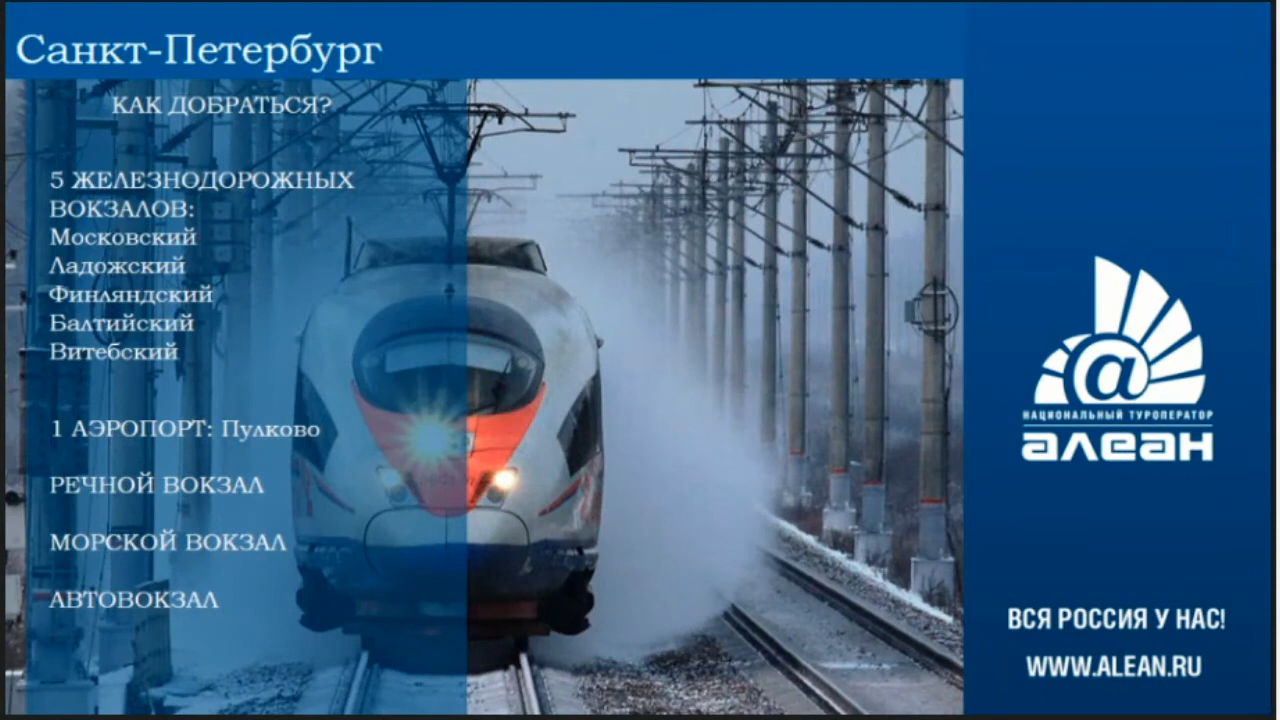 Санкт-Петербург
КАК ДОБРАТЬСЯ?
5 ЖЕЛЕЗНОДОРОЖНЫХ
ВОКЗАЛОВ:
Московский
Ладожский
Финляндский
Балтийский
Витебский
1 АЭРОПОРТ: Пулково
РЕЧНОЙ ВОКЗАЛ
МОРСКОЙ ВОКЗАЛ
АВТОВОКЗАЛ
@
НАЦИОНАЛЬНЫЙ ТУРОПЕРАТОР
алеан
ВСЯ РОССИЯ У НАС!
WWW.ALEAN.RU